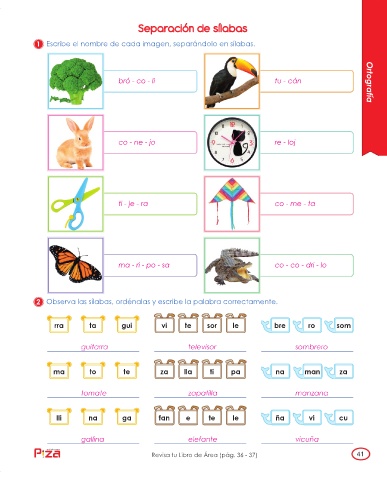 Separación de sílabas
1 Escribe el nombre de cada imagen, separándola en sílabas.
Ortografía
bró - co - li
tu - cán
co - ne - jo
re - loj
ti - je - ra
co - me - ta
ma - ri - po - sa
co - co - dri - lo
2 Observa las sílabas, ordénalas y escribe la palabra correctamente.
rra ta gui vi te sor le bre ro som
guitarra televisor sombrero
ma to te za lla ti pa na man za
tomate zapatilla manzana
lli na ga fan e te le ña vi cu
gallina elefante vicuña
Pizza
Revisa tu Libro de Área (pág. 36 - 37)
41